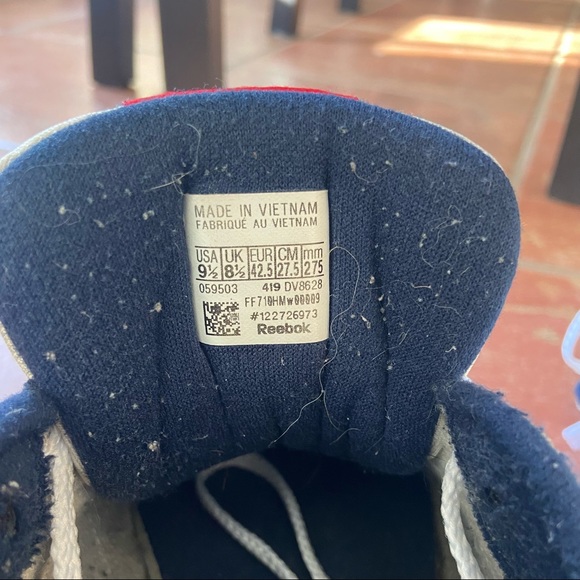 MADE IN VIETNAM
FABRIQUÉ AU VIETNAM
USA UK EUR CM mm
9½ 8½ 42.5 27.5 275
059503 419 DV8628
FF710HMw00009
#122726973
Reebok